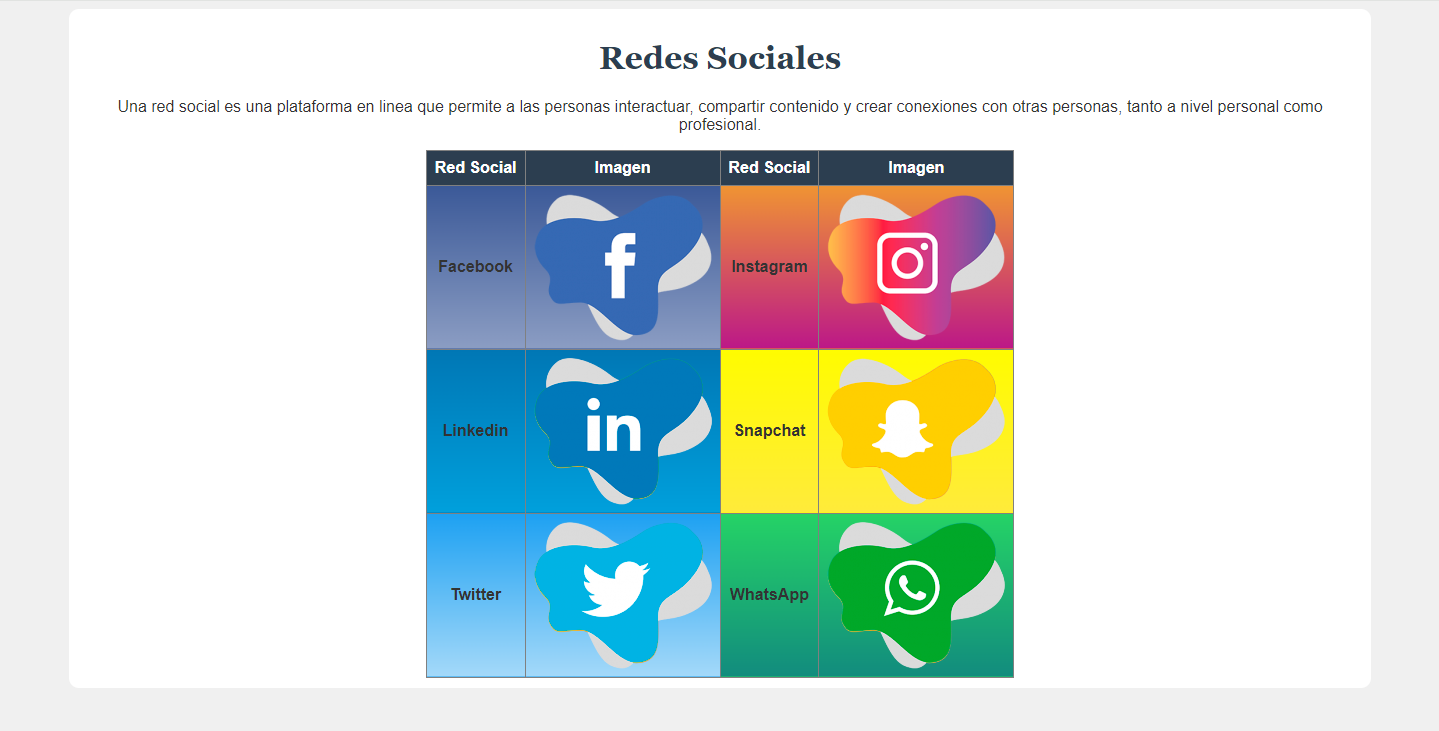 Redes Sociales
Una red social es una plataforma en linea que permite a las personas interactuar, compartir contenido y crear conexiones con otras personas, tanto a nivel personal como
profesional.
Red Social Imagen Red Social Imagen
Facebook f Instagram
Linkedin in Snapchat
Twitter WhatsApp